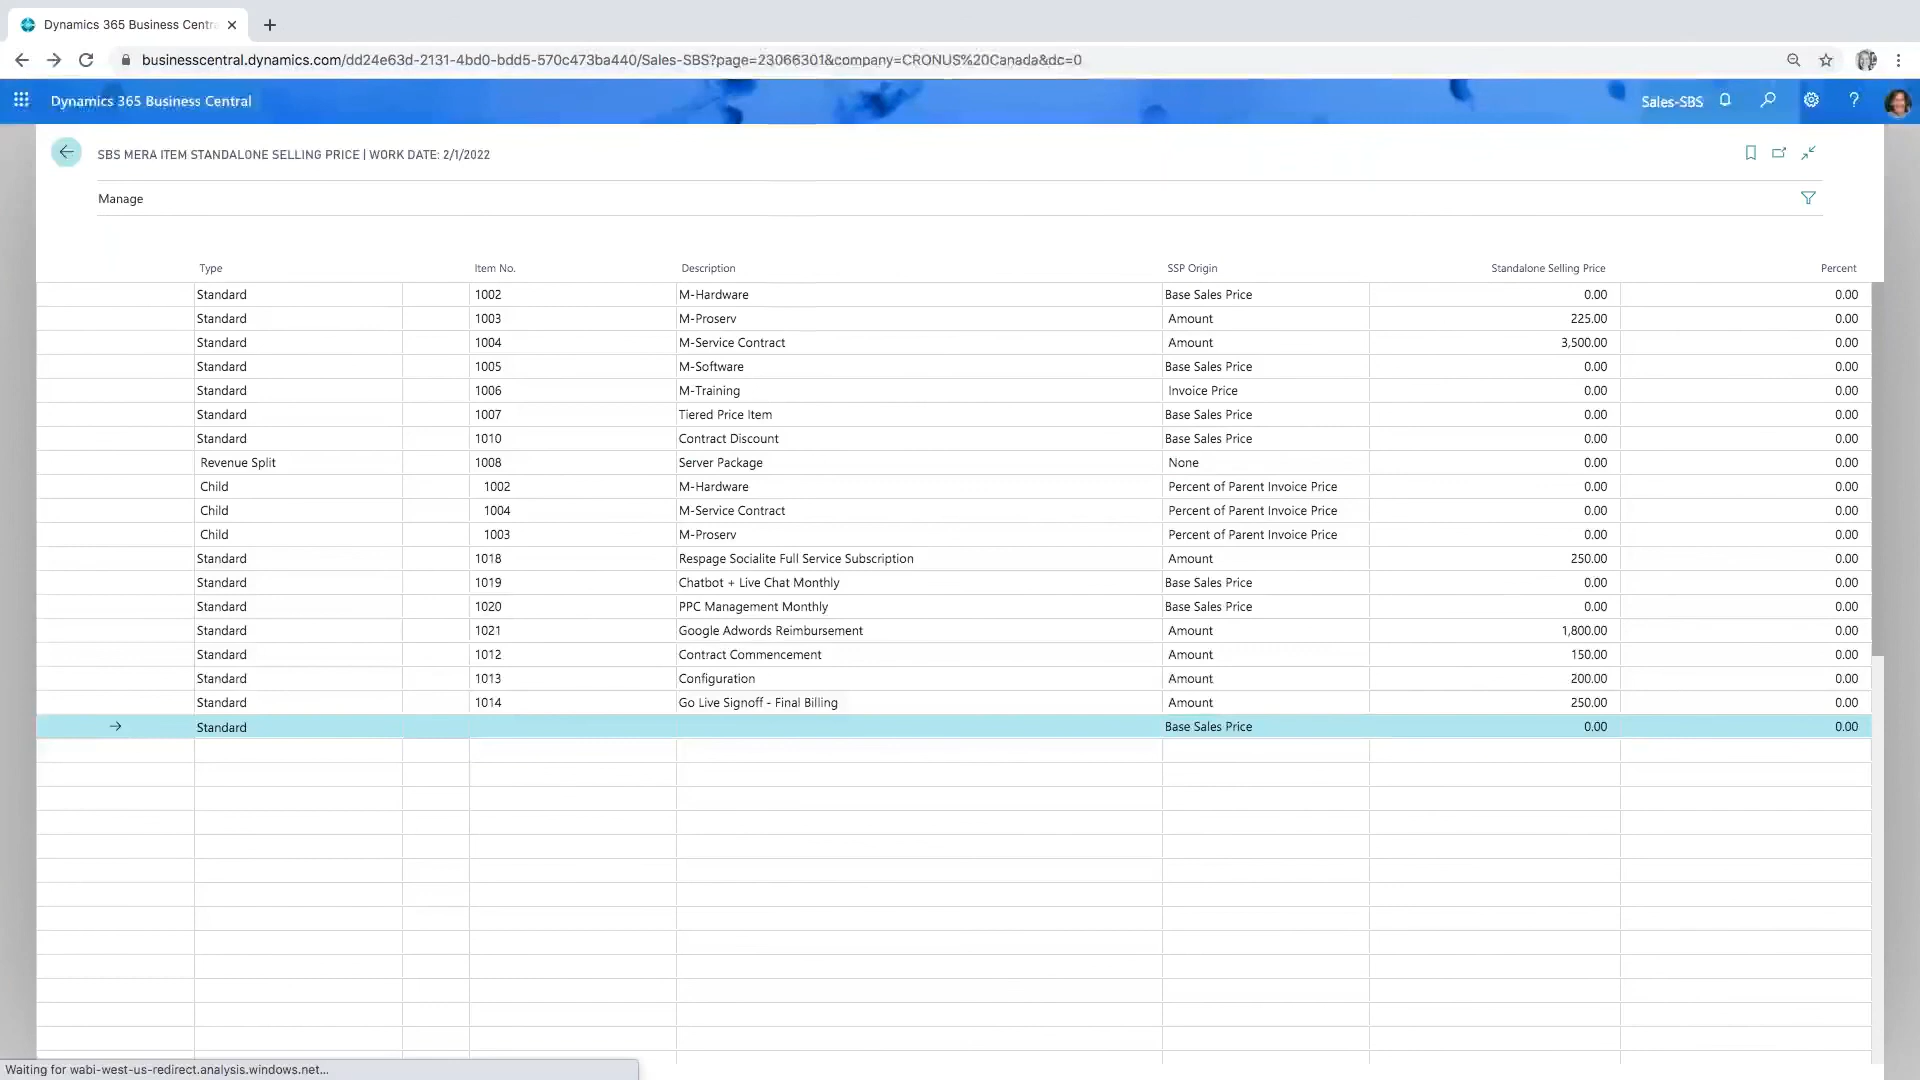 Dynamics 365 Business Centr
businesscentral.dynamics.com/dd24e63d-2131-4bd0-bdd5-570c473ba440/Sales-SBS?page=23066301&company=CRONUS%20Canada&dc=0
Dynamics 365 Business Central Sales-SBS ?
SBS MERA ITEM STANDALONE SELLING PRICE | WORK DATE: 2/1/2022
Manage
Type Item No. Description SSP Origin Standalone Selling Price Percent
Standard 1002 M-Hardware Base Sales Price 0.00 0.00
Standard 1003 M-Proserv Amount 225.00 0.00
Standard 1004 M-Service Contract Amount 3,500.00 0.00
Standard 1005 M-Software Base Sales Price 0.00 0.00
Standard 1006 M-Training Invoice Price 0.00 0.00
Standard 1007 Tiered Price Item Base Sales Price 0.00 0.00
Standard 1010 Contract Discount Base Sales Price 0.00 0.00
Revenue Split 1008 Server Package None 0.00 0.00
Child 1002 M-Hardware Percent of Parent Invoice Price 0.00 0.00
Child 1004 M-Service Contract Percent of Parent Invoice Price 0.00 0.00
Child 1003 M-Proserv Percent of Parent Invoice Price 0.00 0.00
Standard 1018 Respage Socialite Full Service Subscription Amount 250.00 0.00
Standard 1019 Chatbot + Live Chat Monthly Base Sales Price 0.00 0.00
Standard 1020 PPC Management Monthly Base Sales Price 0.00 0.00
Standard 1021 Google Adwords Reimbursement Amount 1,800.00 0.00
Standard 1012 Contract Commencement Amount 150.00 0.00
Standard 1013 Configuration Amount 200.00 0.00
Standard 1014 Go Live Signoff - Final Billing Amount 250.00 0.00
Standard Base Sales Price 0.00 0.00
Waiting for wabi-west-us-redirect.analysis.windows.net...